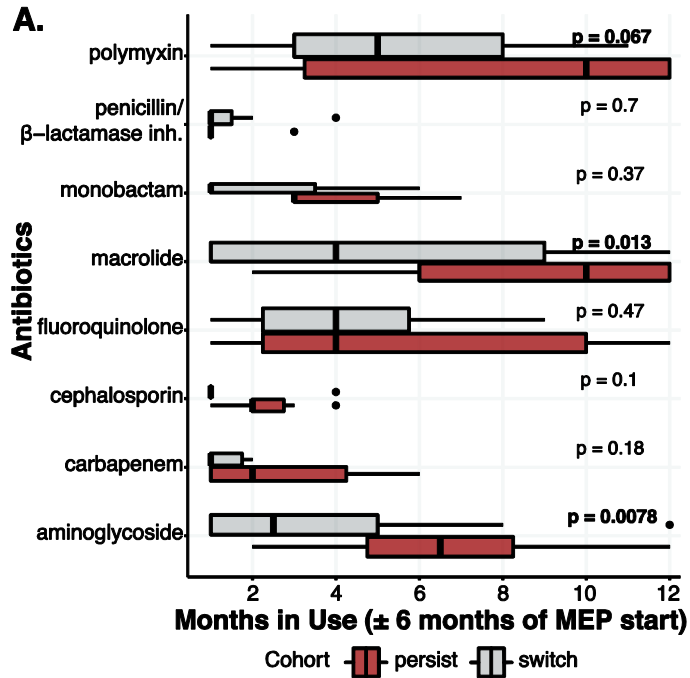 A.
polymyxin
p = 0.067
penicillin/
β−lactamase inh.
p = 0.7
monobactam
p = 0.37
macrolide
p = 0.013
fluoroquinolone
p = 0.47
cephalosporin
p = 0.1
carbapenem
p = 0.18
aminoglycoside
p = 0.0078
Antibiotics
2 4 6 8 10 12
Months in Use (± 6 months of MEP start)
Cohort persist switch